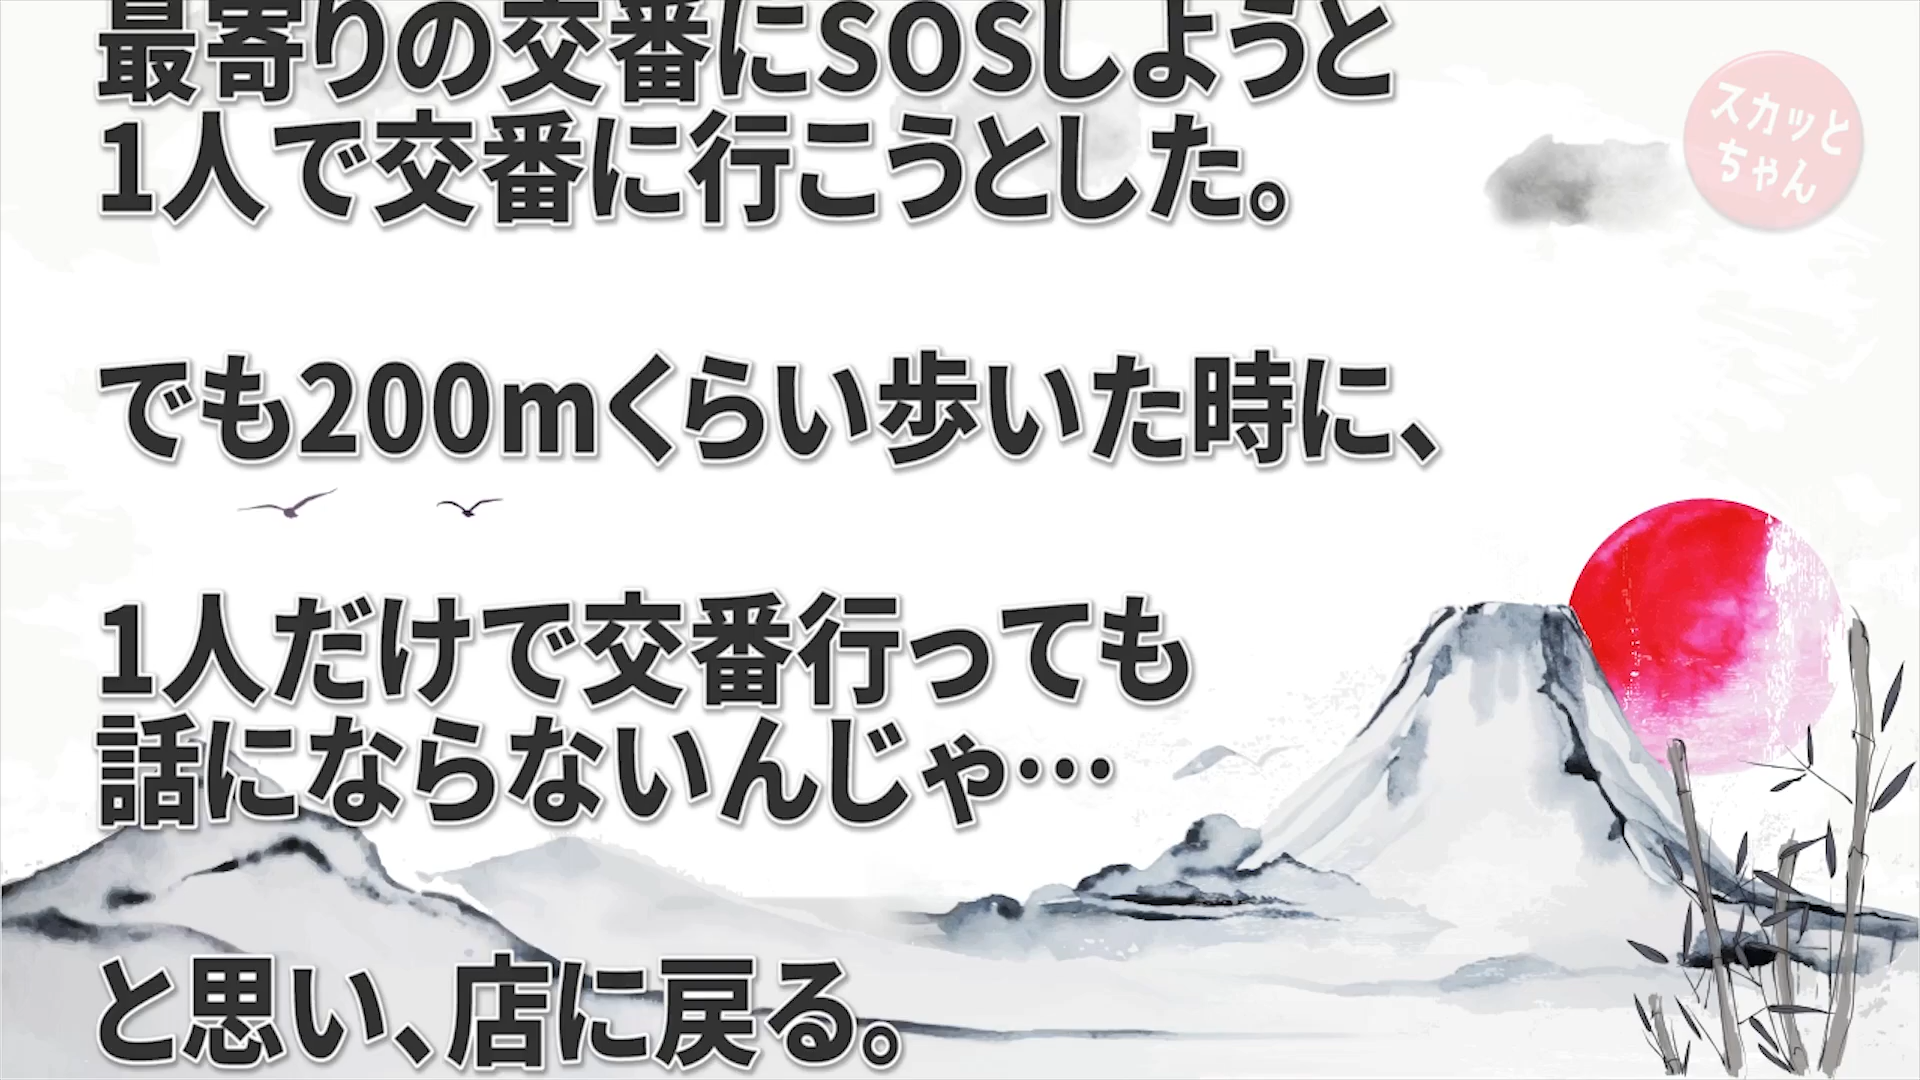 最寄りの交番にSOSしようと
1人で交番に行こうとした。
でも200mくらい歩いた時に、
1人だけで交番行っても
話にならないんじゃ…
と思い、店に戻る。
スカッと
ちゃん